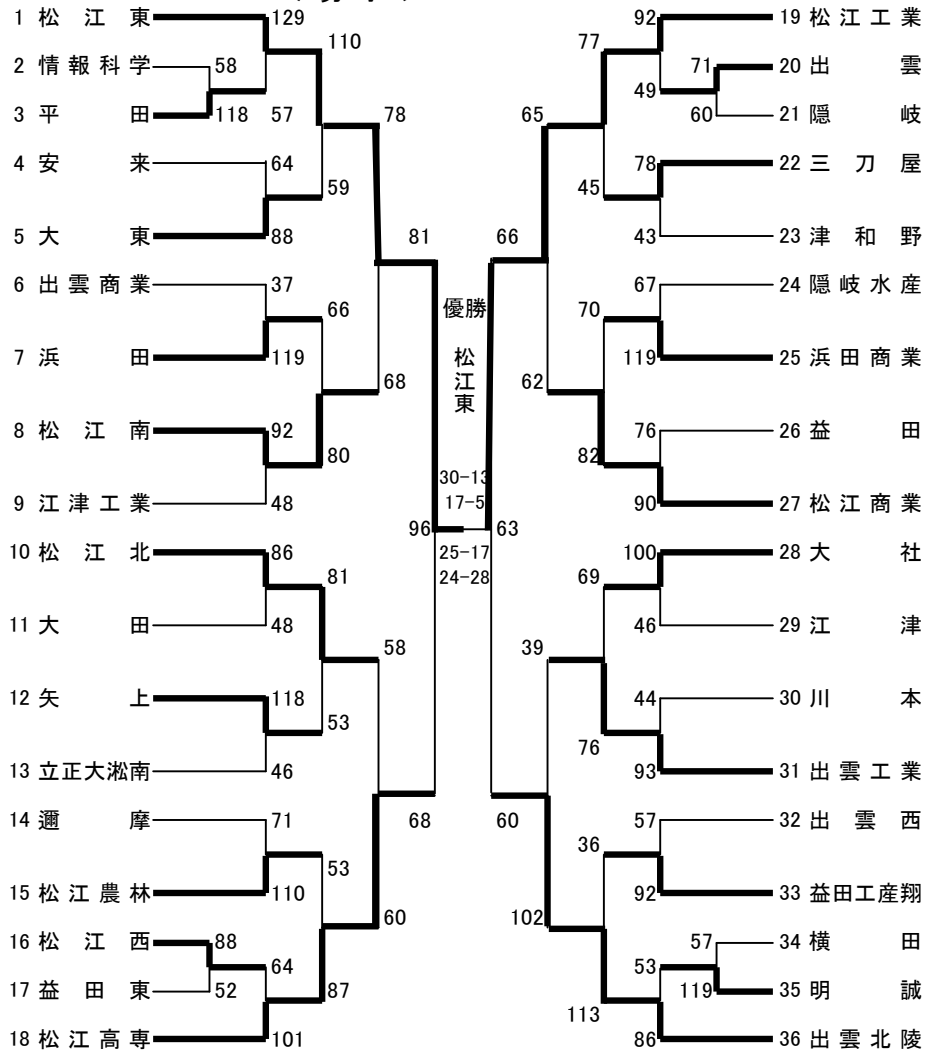 1 松江東 129
110
2 情報科学 58
3 平田 118 57
78
4 安来 64
59
5 大東 88
81
6 出雲商業 37
66
7 浜田 119
68
8 松江南 92
80
9 江津工業 48
96
10 松江北 86
81
11 大田 48
58
12 矢上 118
53
13 立正大淞南 46
68
14 邇摩 71
53
15 松江農林 110
60
16 松江西 88
64
17 益田東 52
87
18 松江高専 101
優勝
松江東
30-13
17-5
25-17
24-28
92 19 松江工業
77
71 20 出雲
49
60 21 隠岐
65
78 22 三刀屋
45
43 23 津和野
66
67 24 隠岐水産
70
119 25 浜田商業
62
76 26 益田
82
90 27 松江商業
63
100 28 大社
69
46 29 江津
39
44 30 川本
76
93 31 出雲工業
60
57 32 出雲西
36
92 33 益田工産翔
102
57 34 横田
53
119 35 明誠
113
86 36 出雲北陵